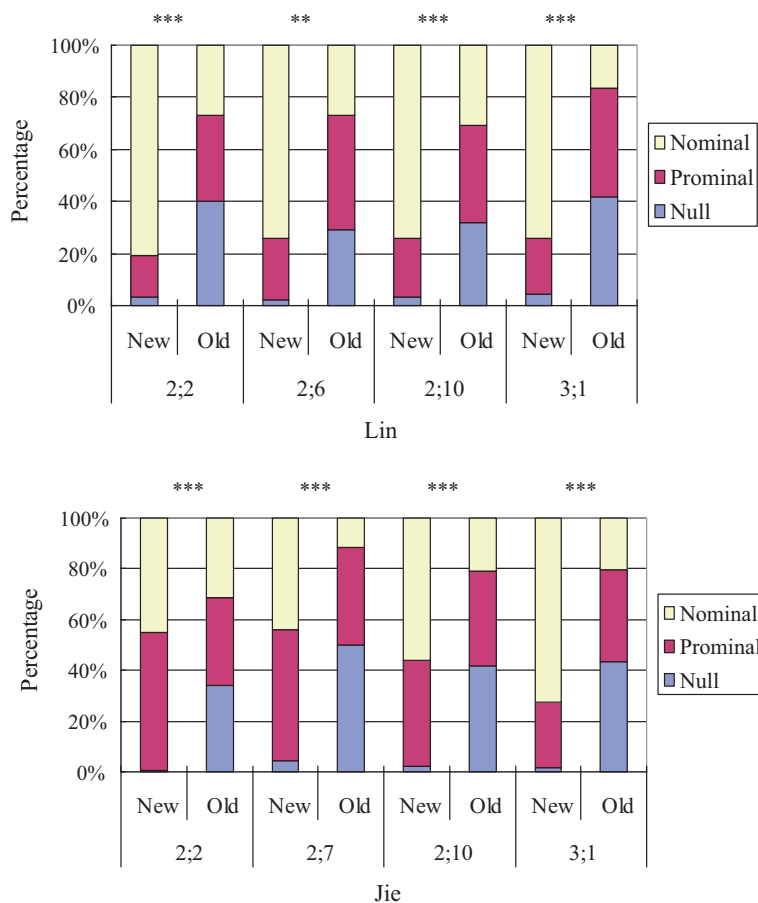 *** ** *** ***
100%
80%
60%
40%
20%
0%
Percentage
Nominal
Prominal
Null
New Old New Old New Old New Old
2;2 2;6 2;10 3;1
Lin
*** *** *** ***
100%
80%
60%
40%
20%
0%
Percentage
Nominal
Prominal
Null
New Old New Old New Old New Old
2;2 2;7 2;10 3;1
Jie